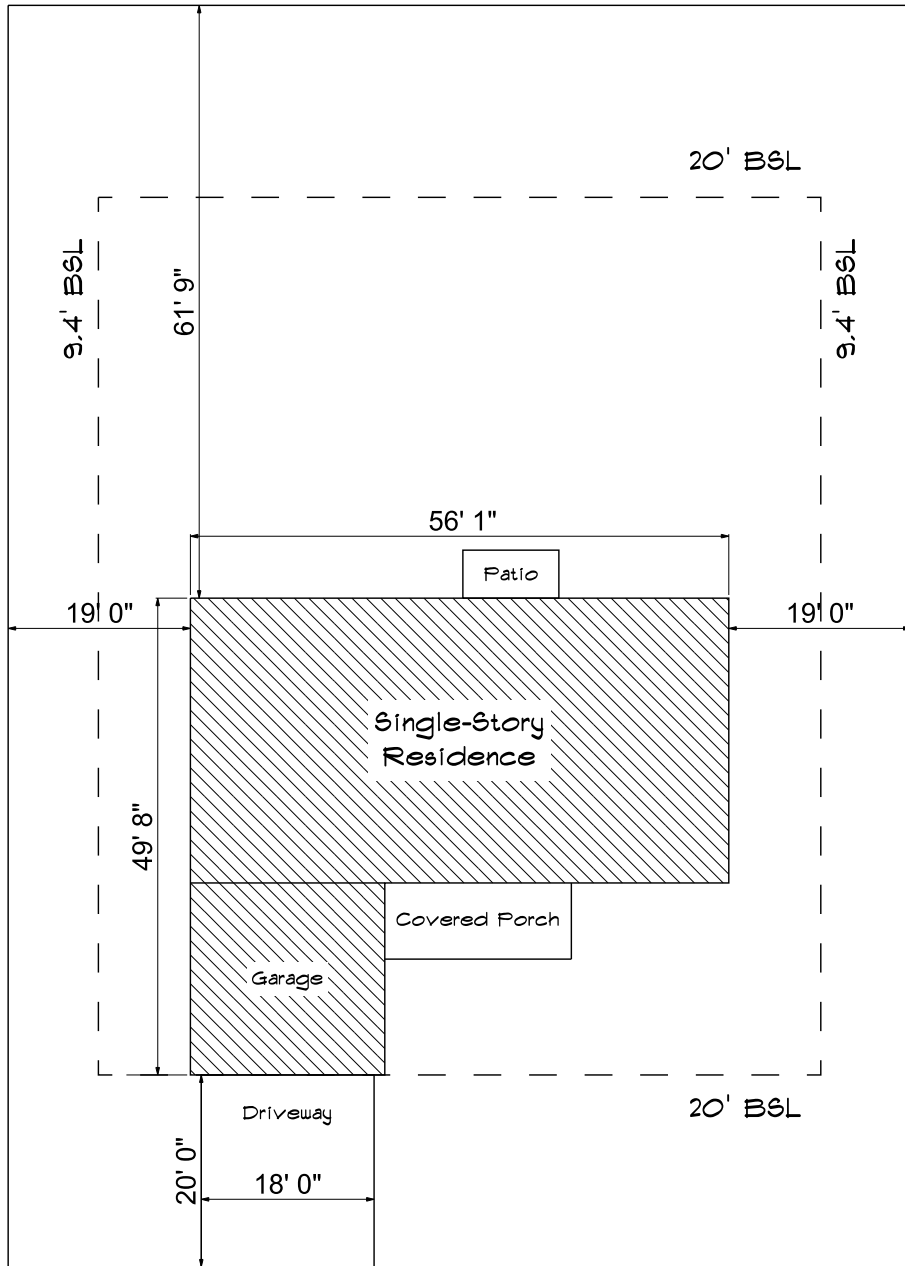 20' BSL
9.4' BSL
9.4' BSL
61' 9"
56' 1"
Patio
19' 0"
19' 0"
Single-Story
Residence
49' 8"
Covered Porch
Garage
Driveway
20' BSL
20' 0"
18' 0"